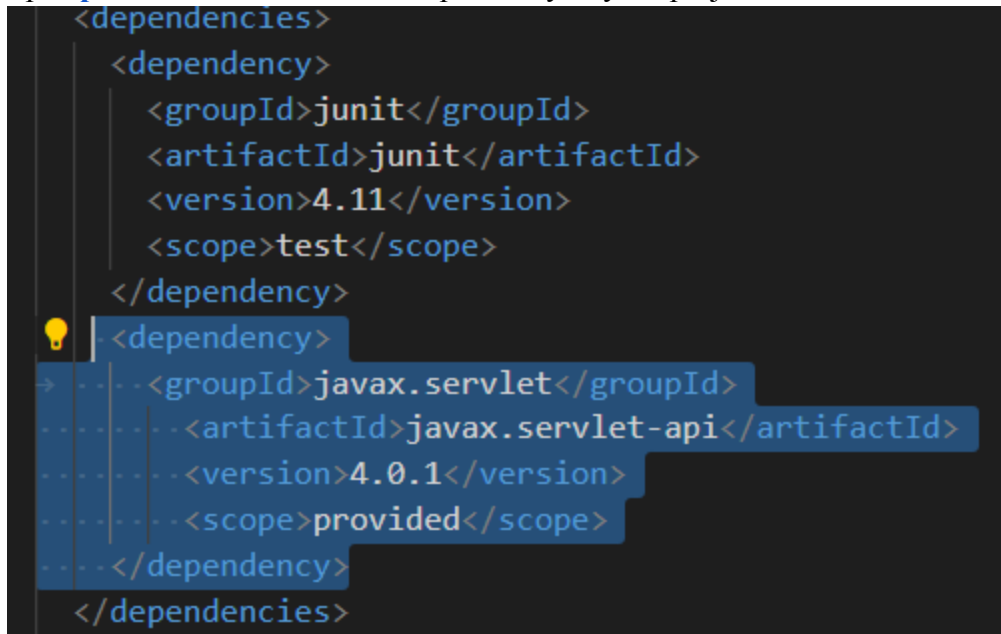 <dependencies>
<dependency>
<groupId>junit</groupId>
<artifactId>junit</artifactId>
<version>4.11</version>
<scope>test</scope>
</dependency>
<dependency>
<groupId>javax.servlet</groupId>
<artifactId>javax.servlet-api</artifactId>
<version>4.0.1</version>
<scope>provided</scope>
</dependency>
</dependencies>